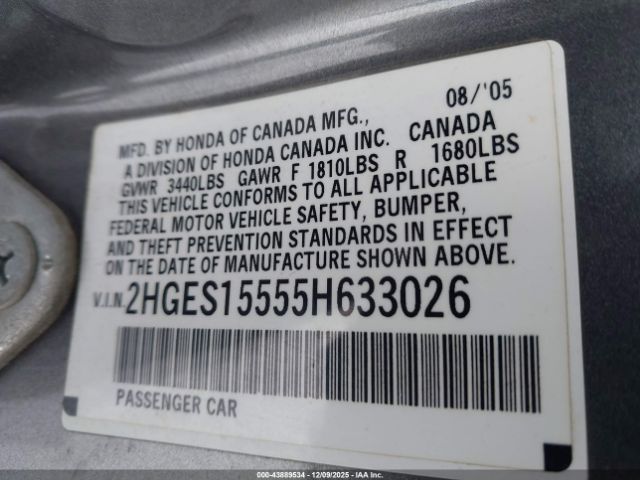 08/'05
MFD. BY HONDA OF CANADA MFG.,
A DIVISION OF HONDA CANADA INC. CANADA
GVWR 3440LBS GAWR F 1810LBS R 1680LBS
THIS VEHICLE CONFORMS TO ALL APPLICABLE
FEDERAL MOTOR VEHICLE SAFETY, BUMPER,
AND THEFT PREVENTION STANDARDS IN EFFECT
ON THE DATE OF MANUFACTURE SHOWN ABOVE.
V.I.N. 2HGES15555H633026
PASSENGER CAR
00-43889534 | 12/09/2025 - IAA Inc.